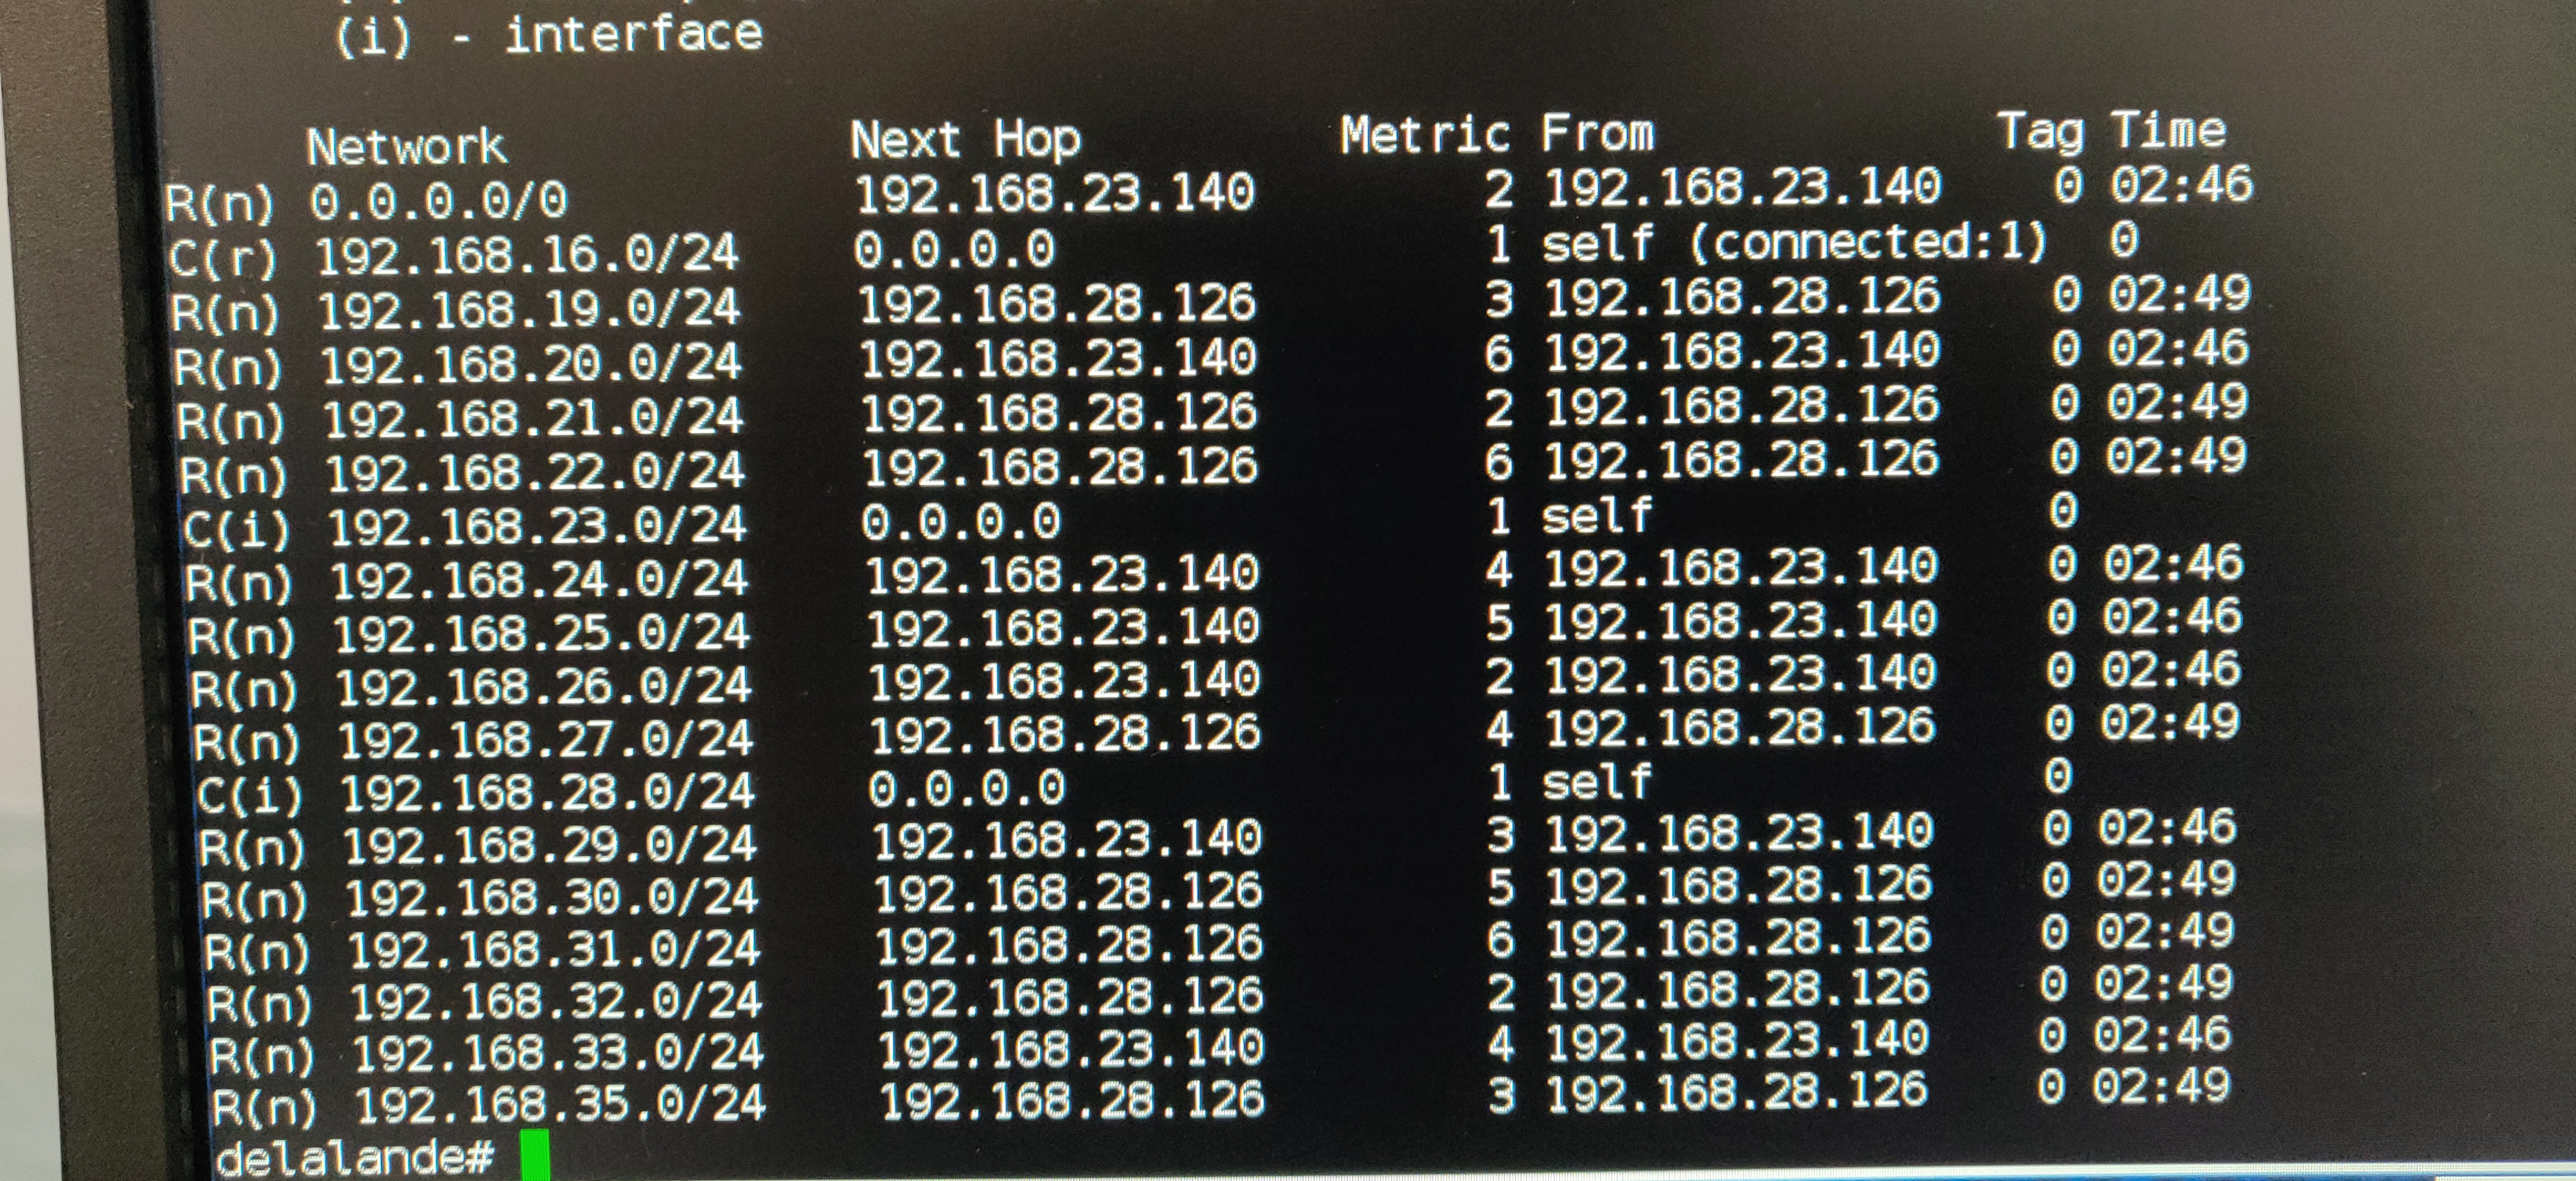 (i) - interface
Network Next Hop Metric From Tag Time
R(n) 0.0.0.0/0 192.168.23.140 2 192.168.23.140 0 02:46
C(r) 192.168.16.0/24 0.0.0.0 1 self (connected:1) 0
R(n) 192.168.19.0/24 192.168.28.126 3 192.168.28.126 0 02:49
R(n) 192.168.20.0/24 192.168.23.140 6 192.168.23.140 0 02:46
R(n) 192.168.21.0/24 192.168.28.126 2 192.168.28.126 0 02:49
R(n) 192.168.22.0/24 192.168.28.126 6 192.168.28.126 0 02:49
C(i) 192.168.23.0/24 0.0.0.0 1 self 0
R(n) 192.168.24.0/24 192.168.23.140 4 192.168.23.140 0 02:46
R(n) 192.168.25.0/24 192.168.23.140 5 192.168.23.140 0 02:46
R(n) 192.168.26.0/24 192.168.23.140 2 192.168.23.140 0 02:46
R(n) 192.168.27.0/24 192.168.28.126 4 192.168.28.126 0 02:49
C(i) 192.168.28.0/24 0.0.0.0 1 self 0
R(n) 192.168.29.0/24 192.168.23.140 3 192.168.23.140 0 02:46
R(n) 192.168.30.0/24 192.168.28.126 5 192.168.28.126 0 02:49
R(n) 192.168.31.0/24 192.168.28.126 6 192.168.28.126 0 02:49
R(n) 192.168.32.0/24 192.168.28.126 2 192.168.28.126 0 02:49
R(n) 192.168.33.0/24 192.168.23.140 4 192.168.23.140 0 02:46
R(n) 192.168.35.0/24 192.168.28.126 3 192.168.28.126 0 02:49
delalande#